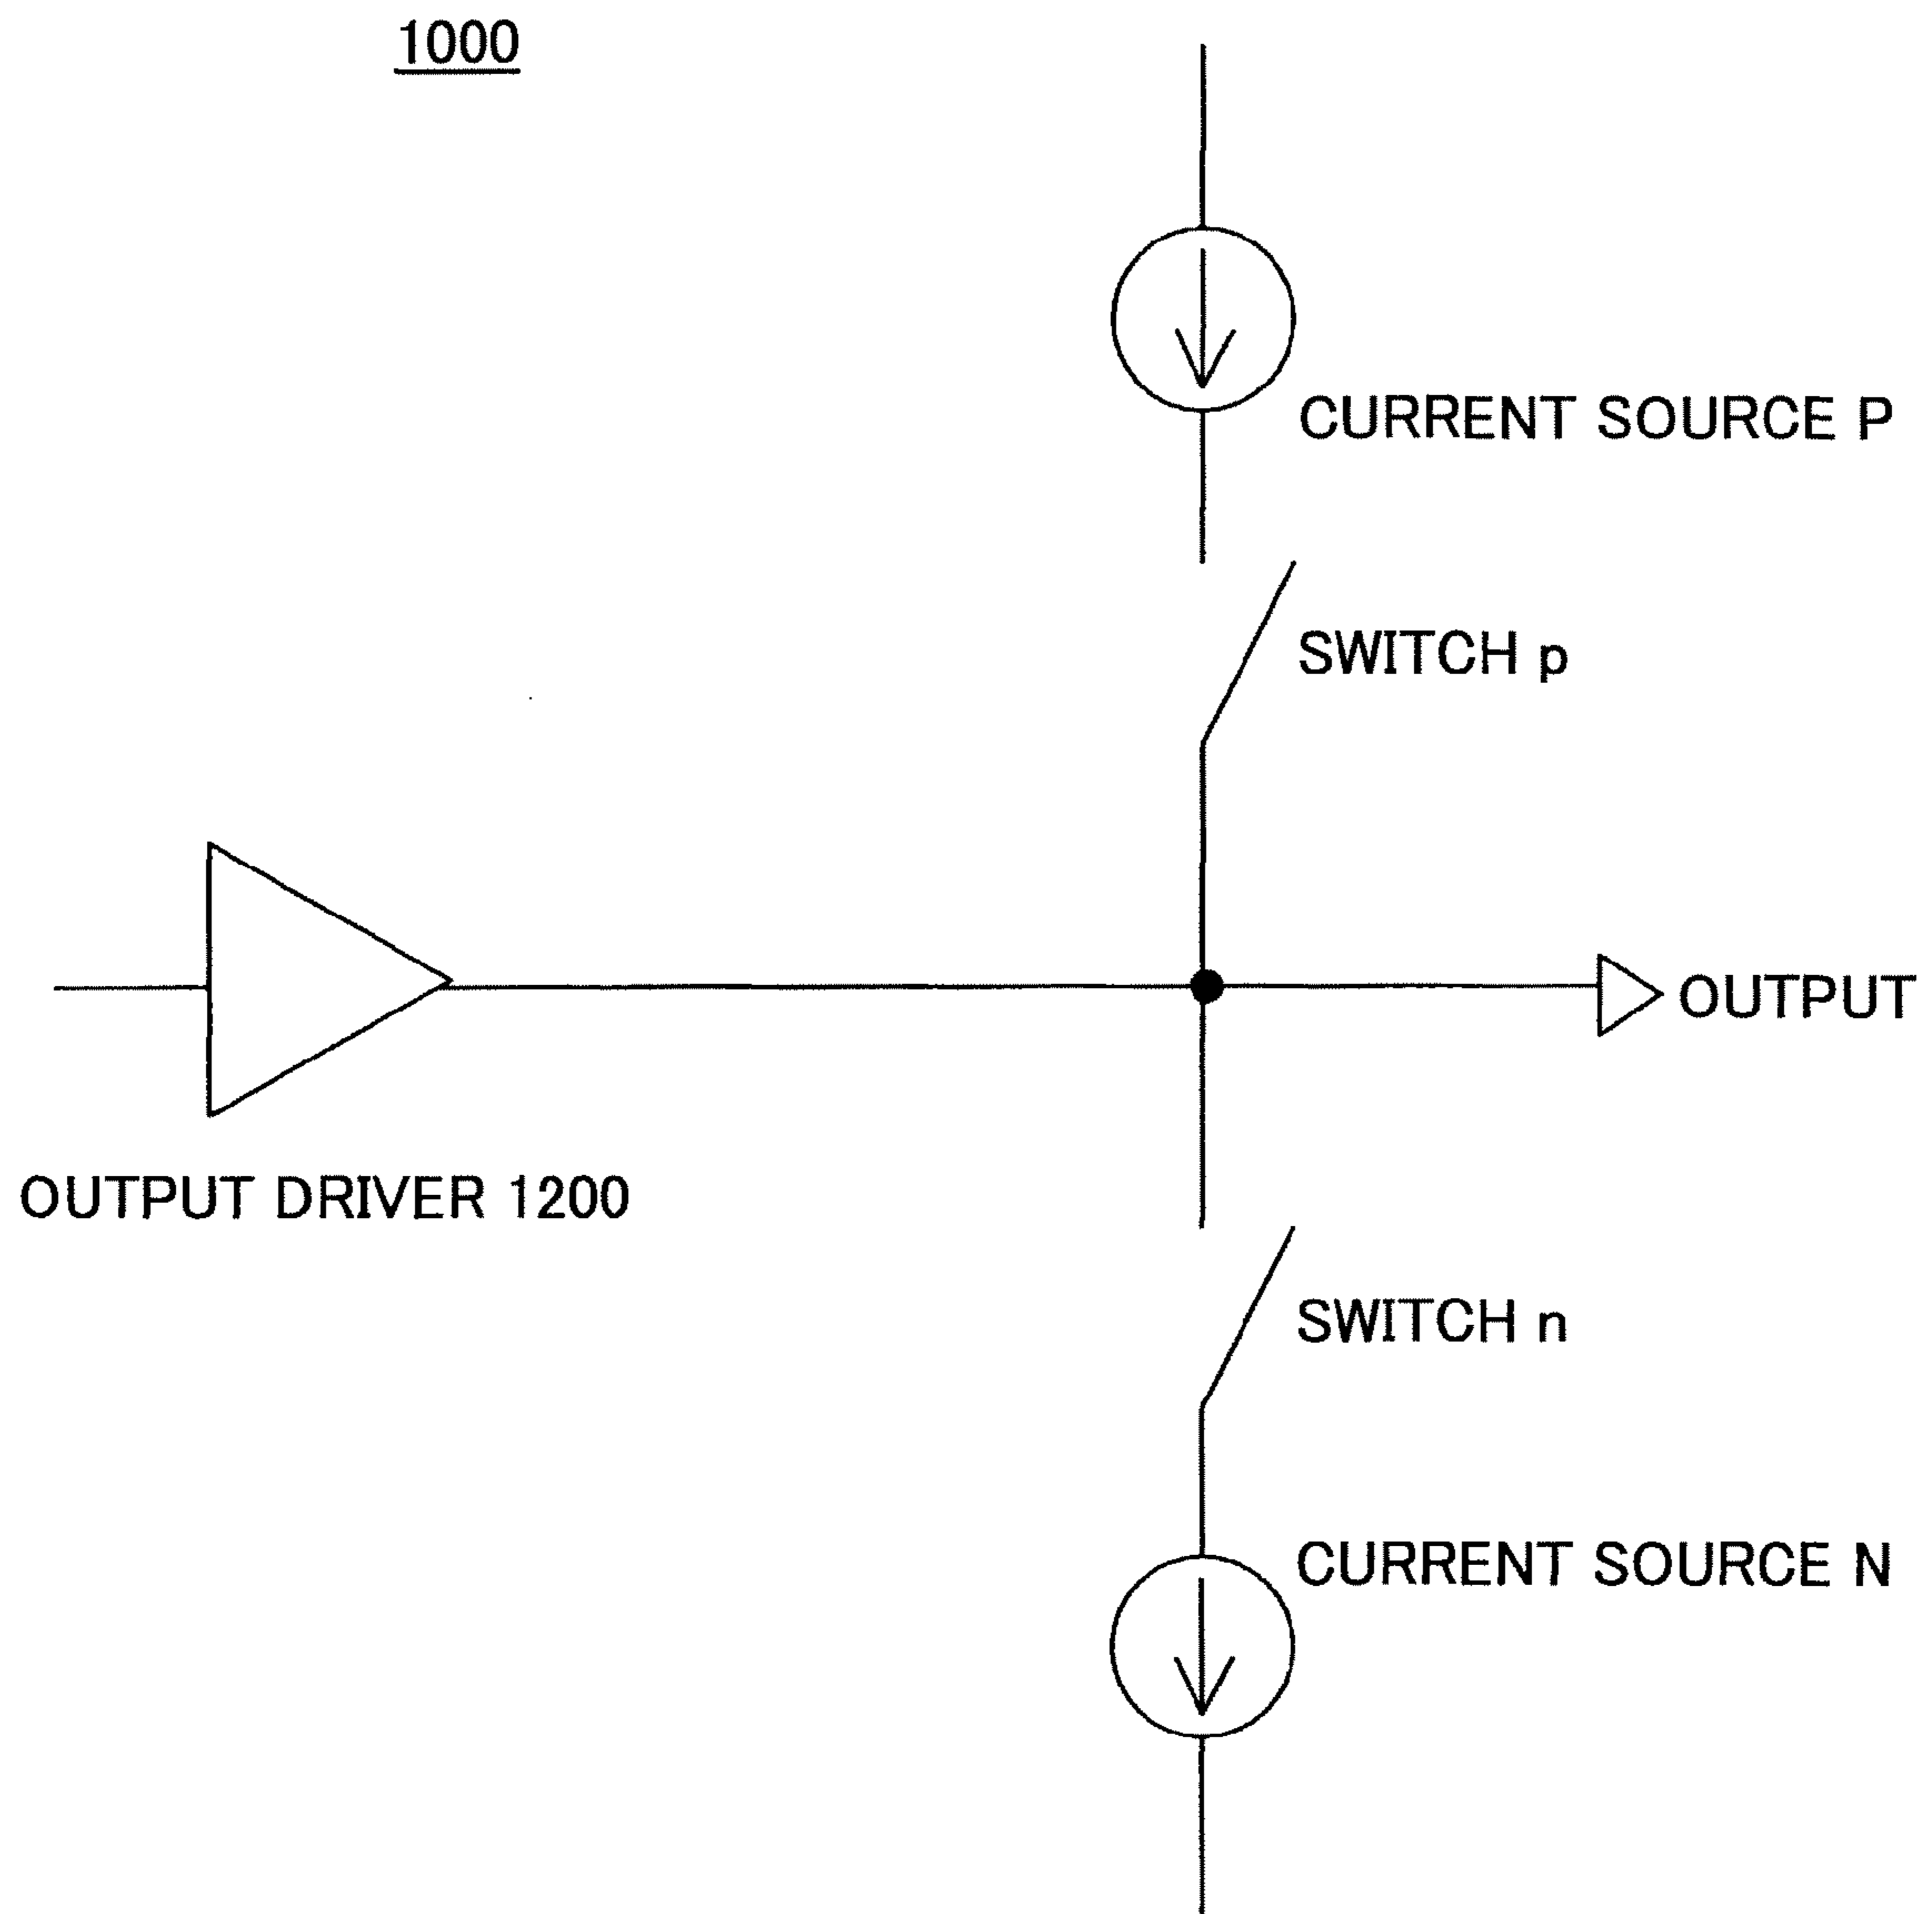 1000
CURRENT SOURCE P
SWITCH p
OUTPUT
OUTPUT DRIVER 1200
SWITCH n
CURRENT SOURCE N